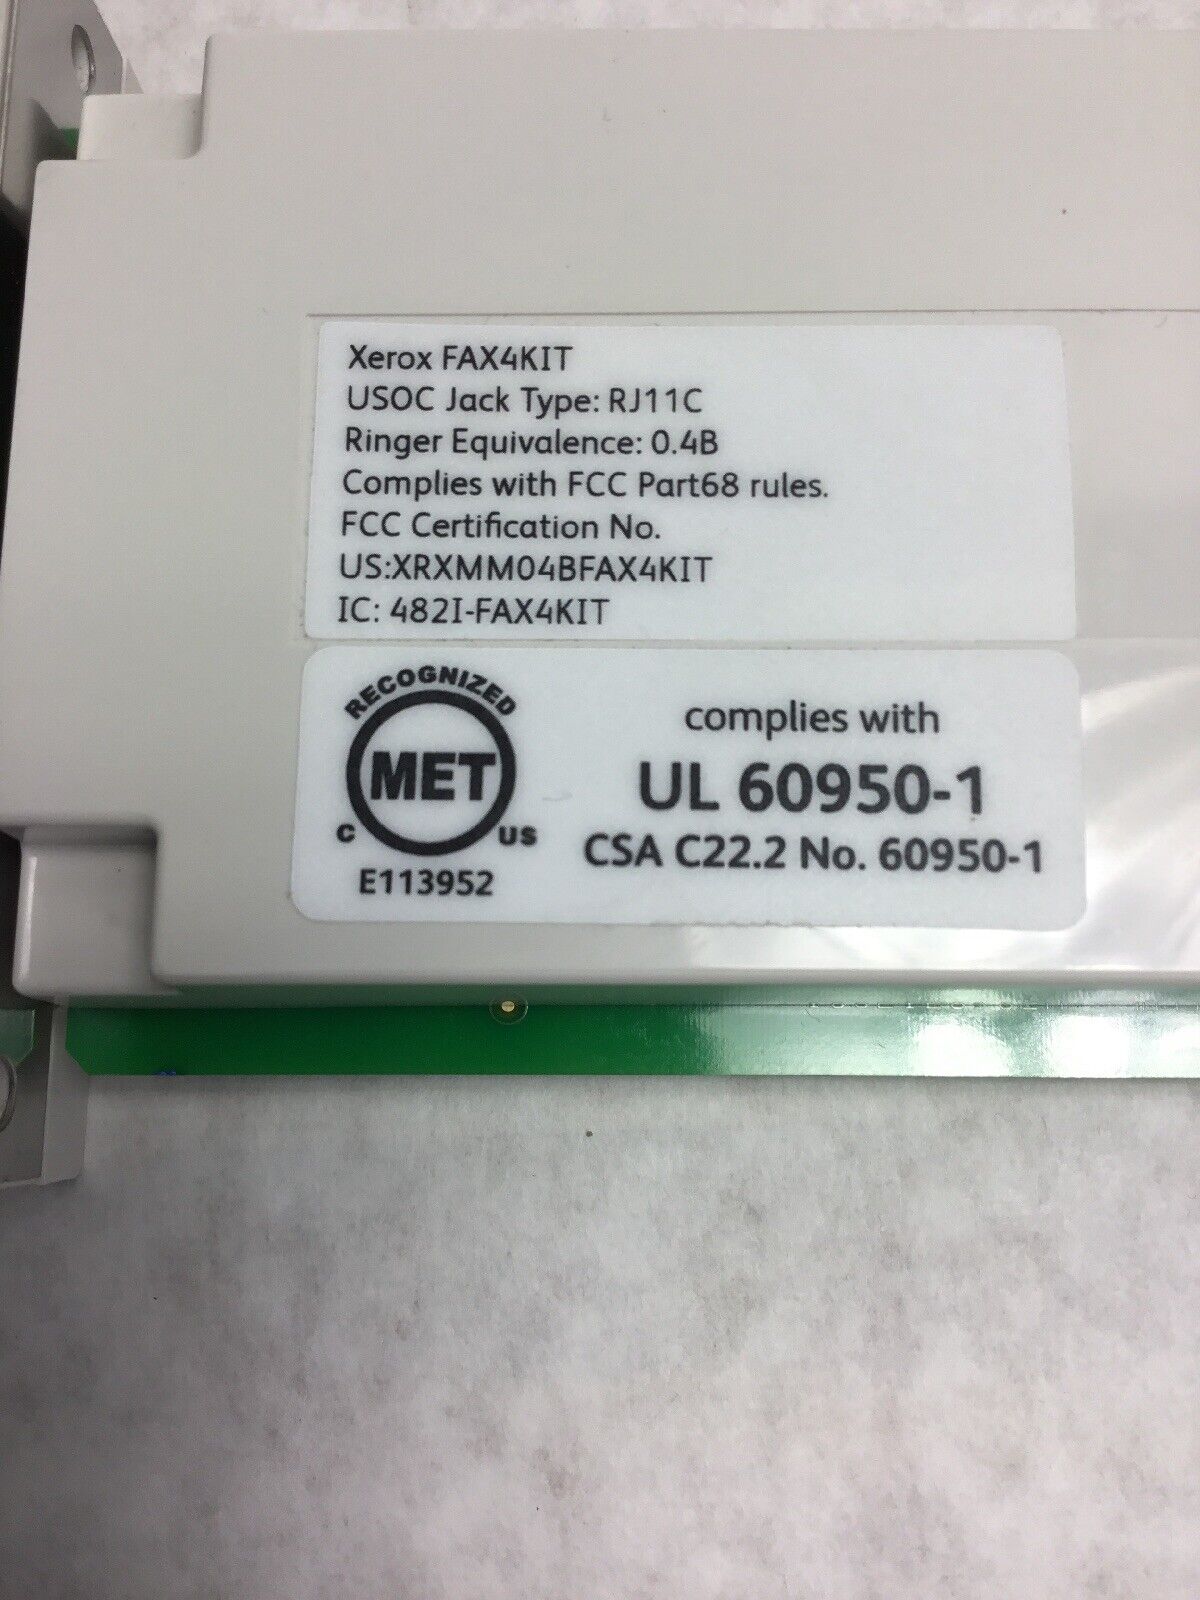 Xerox FAX4KIT
USOC Jack Type: RJ11C
Ringer Equivalence: 0.4B
Complies with FCC Part68 rules.
FCC Certification No.
US:XRXMM04BFAX4KIT
IC: 482I-FAX4KIT
RECOGNIZED
MET
C US
E113952
complies with
UL 60950-1
CSA C22.2 No. 60950-1